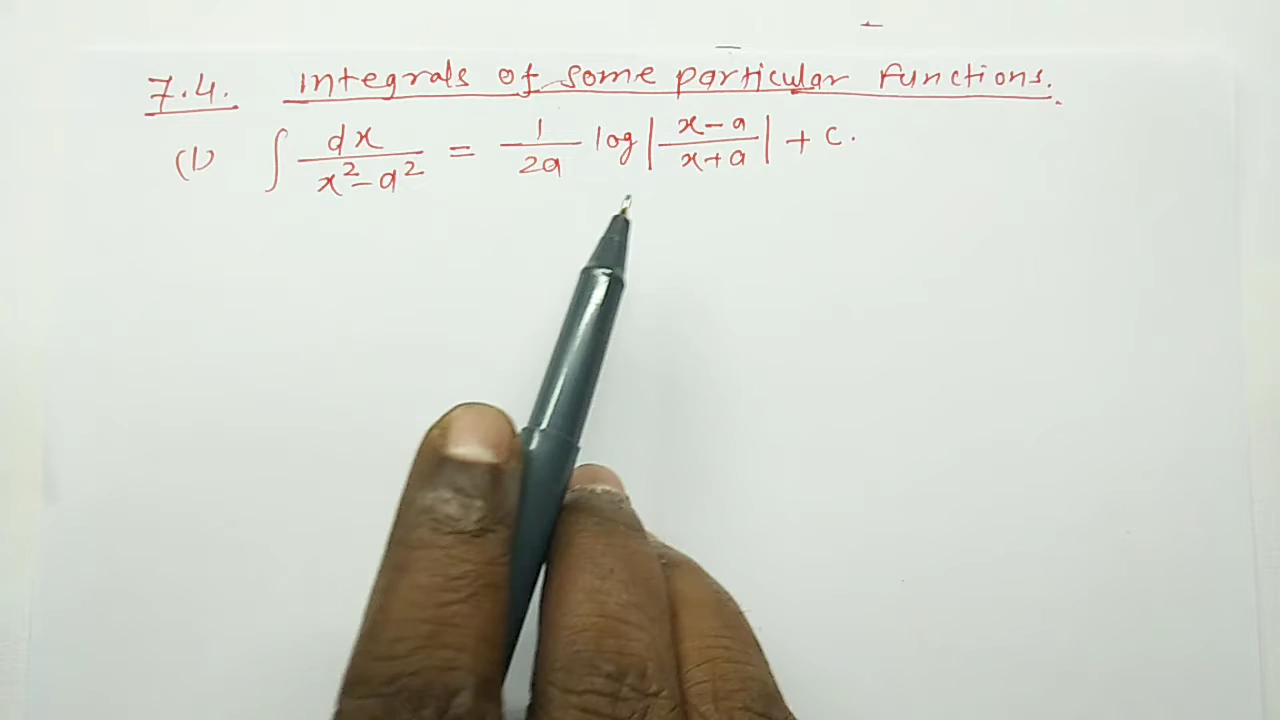 7.4. Integrals of some particular functions.
(1) ∫ dx / (x² - a²) = 1/2a log |x - a / x + a| + c.